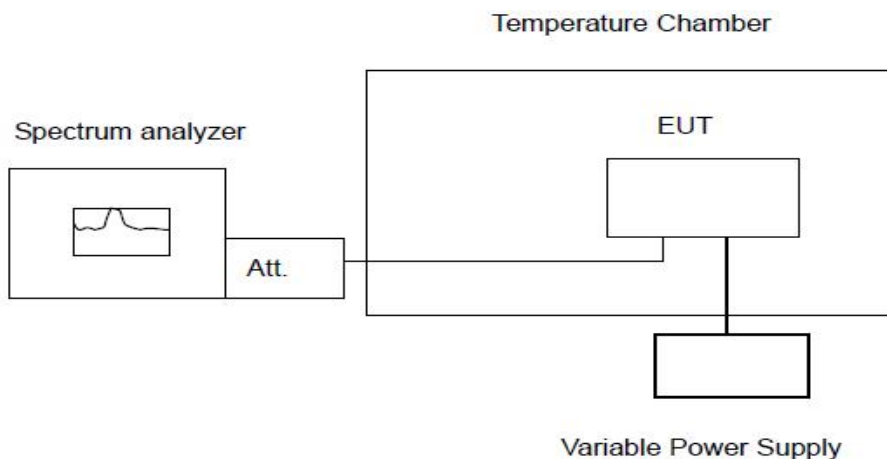 Temperature Chamber
Spectrum analyzer
EUT
Att.
Variable Power Supply